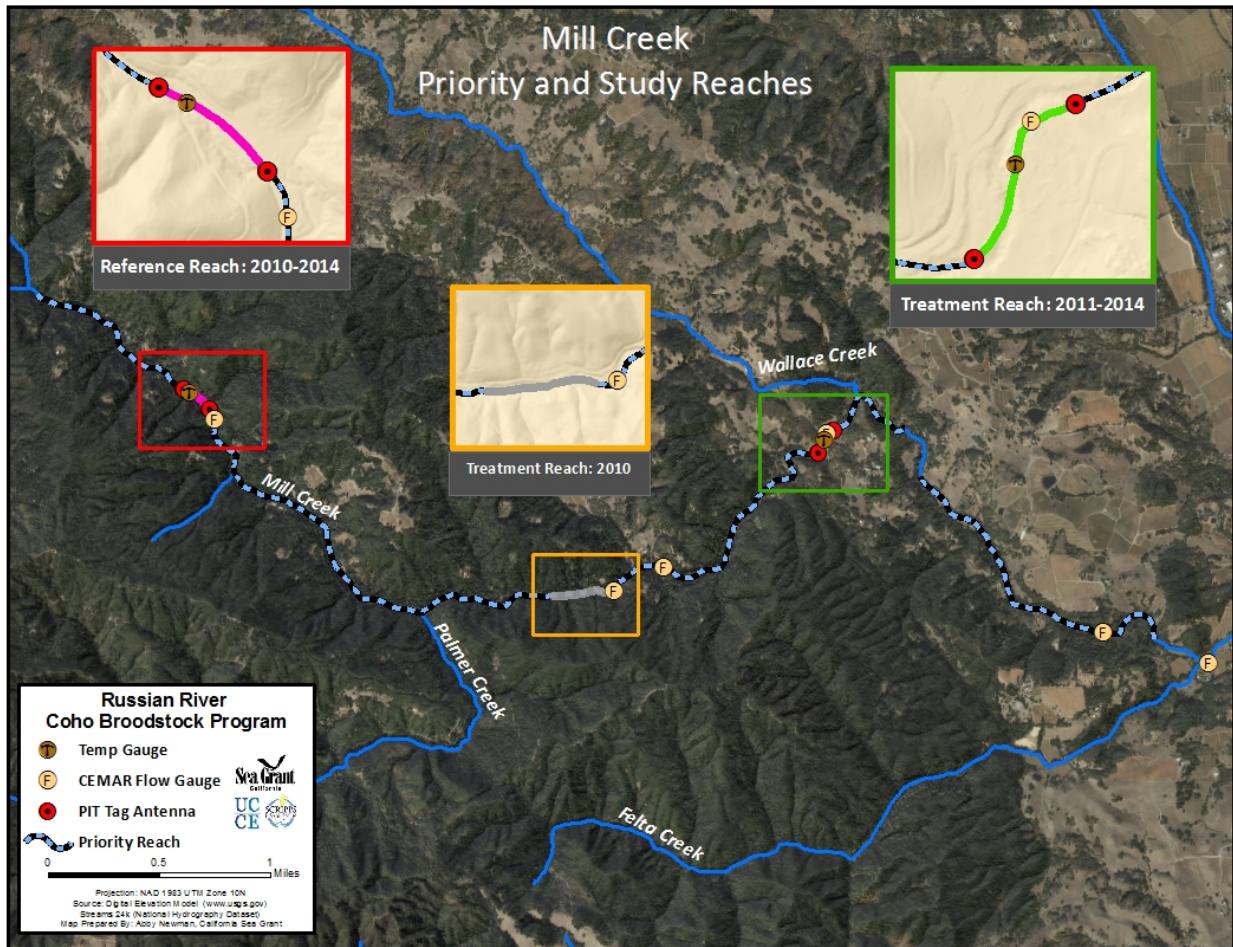 Mill Creek
Priority and Study Reaches
Reference Reach: 2010-2014
Treatment Reach: 2011-2014
Treatment Reach: 2010
Wallace Creek
Mill Creek
Palmer Creek
Felta Creek
F
F
F
F
F
F
F
F
F
Russian River
Coho Broodstock Program
Temp Gauge
F CEMAR Flow Gauge
PIT Tag Antenna
Priority Reach
Sea Grant
California
UC
CE
SCRIPPS
0 0.5 1
Miles
Projection: NAD 1983 UTM Zone 10N
Source: Digital Elevation Model (www.usgs.gov)
Streams 24k (National Hydrography Dataset)
Map Prepared By: Abby Newman, California Sea Grant